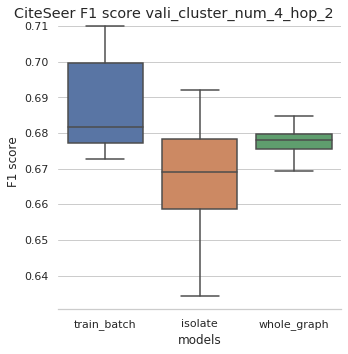 CiteSeer F1 score vali_cluster_num_4_hop_2
0.71
0.70
0.69
0.68
0.67
0.66
0.65
0.64
F1 score
train_batch isolate whole_graph
models